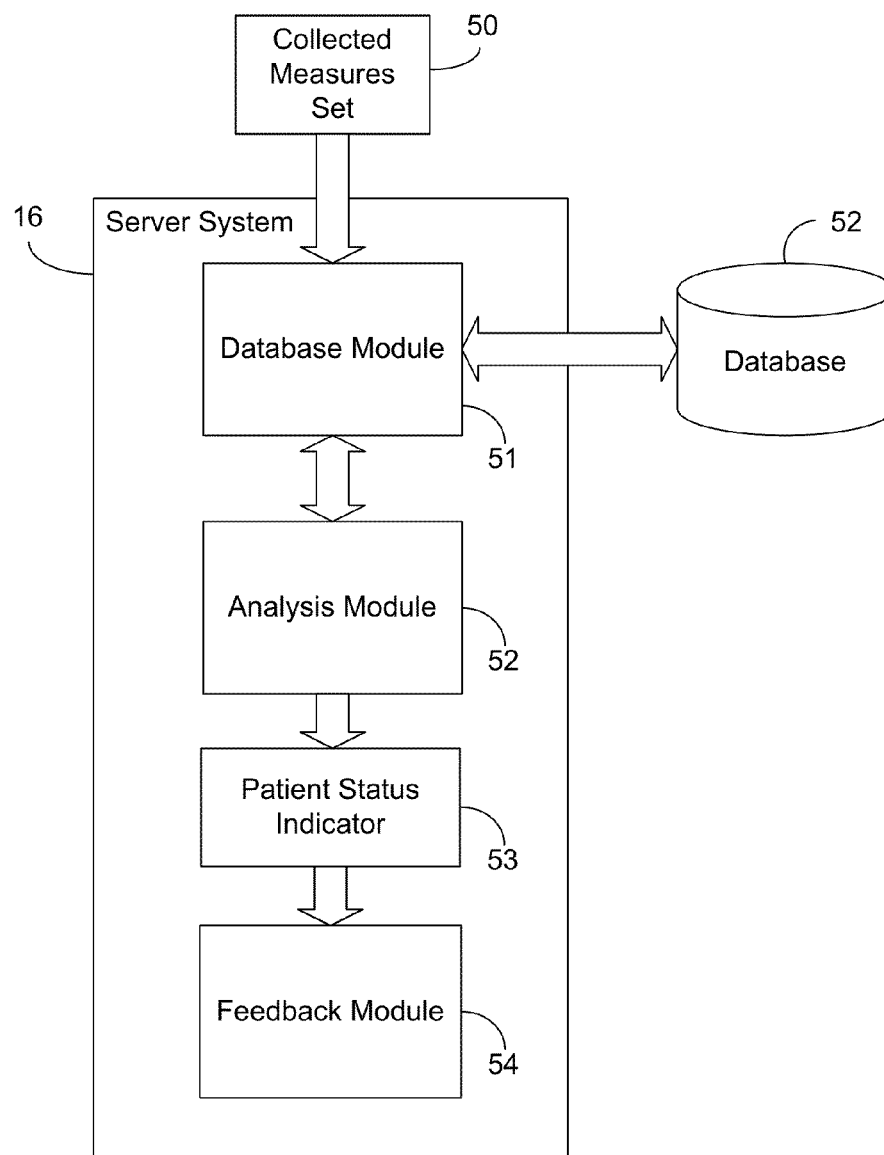 50
Collected
Measures
Set
16
Server System
52
Database Module
Database
51
Analysis Module
52
Patient Status
Indicator
53
Feedback Module
54